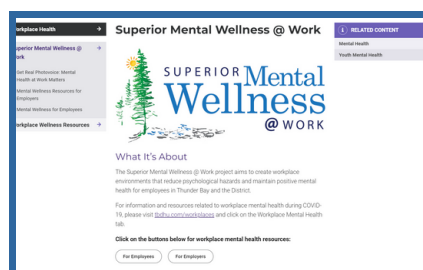 orkplace Health →
uperior Mental Wellness @ →
ork
Get Real Photovoice: Mental
Health at Work Matters
Mental Wellness Resources for
Employers
Mental Wellness for Employees
orkplace Wellness Resources →
Superior Mental Wellness @ Work
SUPERIOR Mental
Wellness
@ WORK
What It's About
The Superior Mental Wellness @ Work project aims to create workplace
environments that reduce psychological hazards and maintain positive mental
health for employees in Thunder Bay and the District.
For information and resources related to workplace mental health during COVID-
19, please visit tbdhu.com/workplaces and click on the Workplace Mental Health
tab.
Click on the buttons below for workplace mental health resources:
For Employees For Employers
RELATED CONTENT
Mental Health
Youth Mental Health